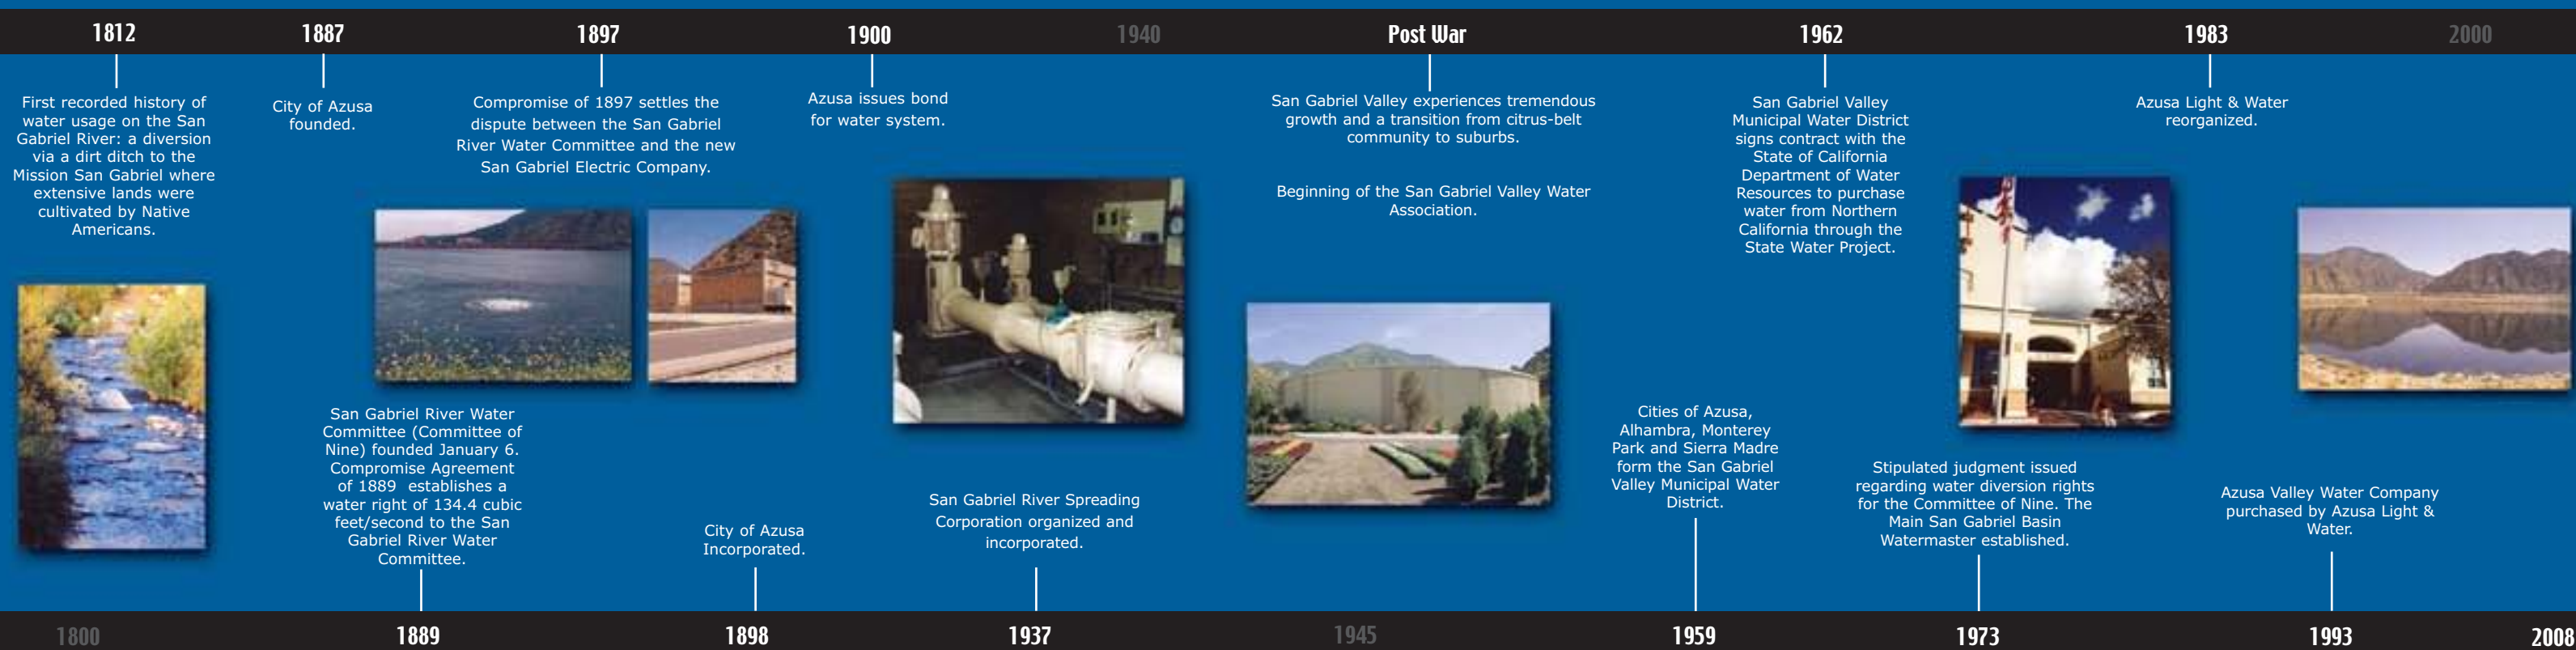 1812
1887
1897
1900
1940
Post War
1962
1983
2000
First recorded history of
water usage on the San
Gabriel River: a diversion
via a dirt ditch to the
Mission San Gabriel where
extensive lands were
cultivated by Native
Americans.
City of Azusa
founded.
Compromise of 1897 settles the
dispute between the San Gabriel
River Water Committee and the new
San Gabriel Electric Company.
Azusa issues bond
for water system.
San Gabriel Valley experiences tremendous
growth and a transition from citrus-belt
community to suburbs.
Beginning of the San Gabriel Valley Water
Association.
San Gabriel Valley
Municipal Water District
signs contract with the
State of California
Department of Water
Resources to purchase
water from Northern
California through the
State Water Project.
Azusa Light & Water
reorganized.
San Gabriel River Water
Committee (Committee of
Nine) founded January 6.
Compromise Agreement
of 1889 establishes a
water right of 134.4 cubic
feet/second to the San
Gabriel River Water
Committee.
City of Azusa
Incorporated.
San Gabriel River Spreading
Corporation organized and
incorporated.
Cities of Azusa,
Alhambra, Monterey
Park and Sierra Madre
form the San Gabriel
Valley Municipal Water
District.
Stipulated judgment issued
regarding water diversion rights
for the Committee of Nine. The
Main San Gabriel Basin
Watermaster established.
Azusa Valley Water Company
purchased by Azusa Light &
Water.
1800
1889
1898
1937
1945
1959
1973
1993
2008